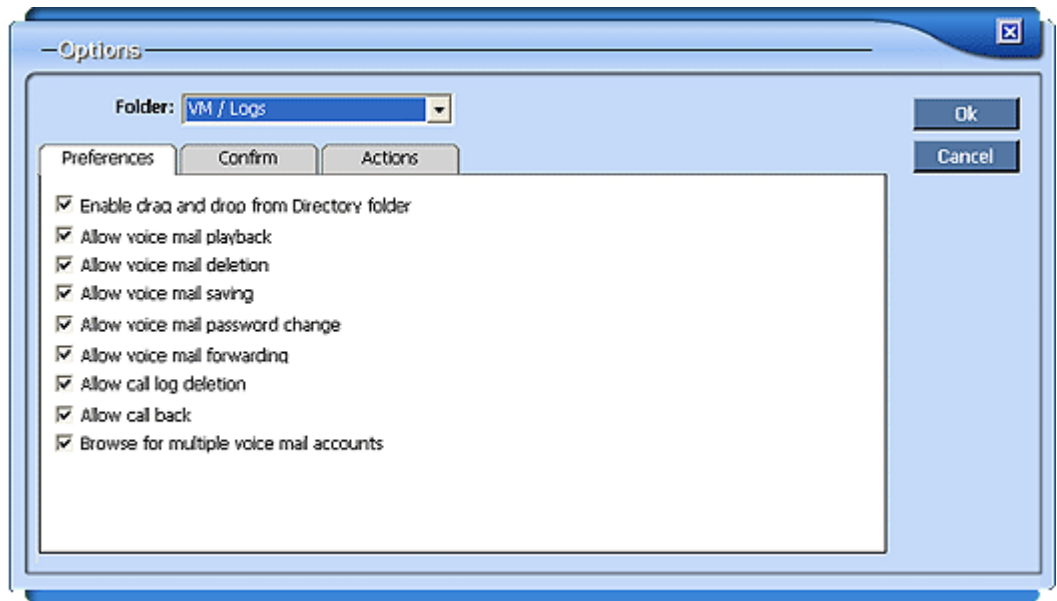 Options
Folder: VM / Logs
Ok
Preferences Confirm Actions
Cancel
Enable drag and drop from Directory folder
Allow voice mail playback
Allow voice mail deletion
Allow voice mail saving
Allow voice mail password change
Allow voice mail forwarding
Allow call log deletion
Allow call back
Browse for multiple voice mail accounts